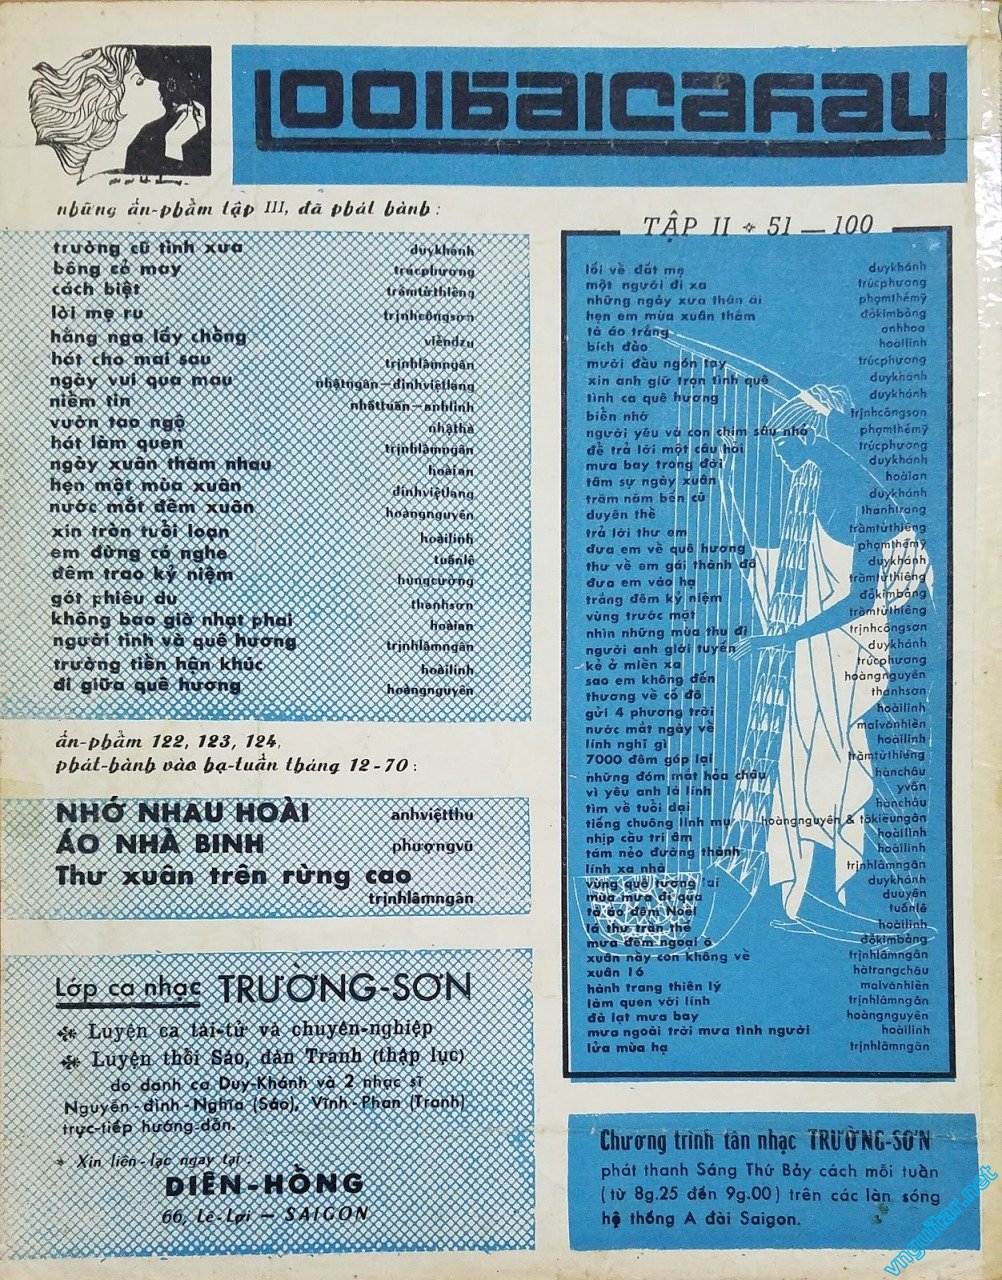 1001baicahay
những ấn-phẩm tập III, đã phát hành:
trường cũ tình xưa duykhánh
bông cỏ may trúcphương
cách biệt trầmtửthiêng
lời mẹ ru trịnhcôngsơn
hằng nga lấy chồng viễndzu
hát cho mai sau trịnhlâmngân
ngày vui qua mau nhậtngân—đinhviệtlang
niềm tin nhấttuấn—anhlinh
vườn tao ngộ nhậthà
hát làm quen trịnhlâmngân
ngày xuân thăm nhau hoàian
hẹn một mùa xuân đinhviệtlang
nước mắt đêm xuân hoàngnguyên
xin tròn tuổi loạn hoàilinh
em đừng có nghe tuấnlê
đêm trao kỷ niệm hùngcường
gót phiêu du thanhsơn
không bao giờ nhạt phai hoàian
người tình và quê hương trịnhlâmngân
trường tiền hận khúc hoàilinh
đi giữa quê hương hoàngnguyên
ấn-phẩm 122, 123, 124,
phát-hành vào hạ-tuần tháng 12-70:
NHỚ NHAU HOÀI anhviệtthu
ÁO NHÀ BINH phượngvũ
Thư xuân trên rừng cao
trịnhlâmngân
Lớp ca nhạc TRƯỜNG-SƠN
Luyện ca tài-tử và chuyên-nghiệp
Luyện thổi Sáo, đàn Tranh (thập lục)
do danh ca Duy-Khánh và 2 nhạc sĩ
Nguyễn-đình-Nghĩa (Sáo), Vĩnh-Phan (Tranh)
trực-tiếp hướng-dẫn.
* Xin liên-lạc ngay tại:
DIÊN-HỒNG
66, Lê-Lợi — SAIGON
TẬP II ✦ 51 — 100
lối về đất mẹ duykhánh
một người đi xa trúcphương
những ngày xưa thân ái phạmthếmỹ
hẹn em mùa xuân thắm đỗkimbảng
tà áo trắng anhhoa
bích đào hoàilinh
mười đầu ngón tay trúcphương
xin anh giữ trọn tình quê duykhánh
tình ca quê hương duykhánh
biển nhớ trịnhcôngsơn
người yêu và con chim sâu nhỏ phạmthếmỹ
để trả lời một câu hỏi trúcphương
mưa bay trong đời duykhánh
tâm sự ngày xuân hoàian
trăm năm bến cũ duykhánh
duyên thề thanhtrang
trả lời thư em trầmtửthiêng
đưa em về quê hương phạmthếmỹ
thư về em gái thành đô duykhánh
đưa em vào hạ trầmtửthiêng
trắng đêm kỷ niệm đỗkimbảng
vùng trước mặt trầmtửthiêng
nhìn những mùa thu đi trịnhcôngsơn
người anh giới tuyến duykhánh
kẻ ở miền xa trúcphương
sao em không đến hoàngnguyên
thương về cố đô thanhsơn
gửi 4 phương trời hoàilinh
nước mắt ngày về maivănhiền
lính nghĩ gì hoàilinh
7000 đêm góp lại trầmtửthiêng
những đóm mắt hỏa châu hànchâu
vì yêu anh là lính yvân
tìm về tuổi dại hànchâu
tiếng chuông linh mụ hoàngnguyên & tôkiềungân
nhịp cầu tri âm hoàilinh
tám nẻo đường thành hoàilinh
lính xa nhà trịnhlâmngân
vùng quê tương lai duykhánh
mùa mưa đi qua duuyên
tà áo đêm Noël tuấnlê
lá thư trần thế hoàilinh
mưa đêm ngoại ô đỗkimbảng
xuân này con không về trịnhlâmngân
xuân 16 hàtrangchâu
hành trang thiên lý maivănhiền
làm quen với lính trịnhlâmngân
đà lạt mưa bay hoàngnguyên
mưa ngoài trời mưa tình người hoàilinh
lửa mùa hạ trịnhlâmngân
Chương trình tân nhạc TRƯỜNG-SƠN
phát thanh Sáng Thứ Bảy cách mỗi tuần
(từ 8g.25 đến 9g.00) trên các làn sóng
hệ thống A đài Saigon.
vnguitar.net